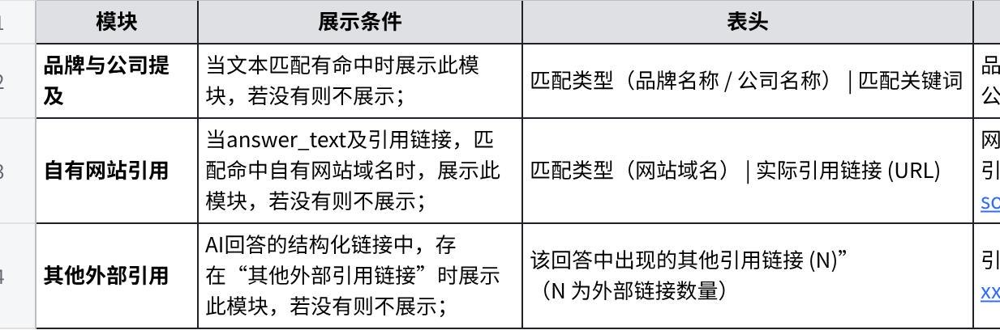 模块
展示条件
表头
2
品牌与公司提
及
当文本匹配有命中时展示此模
块，若没有则不展示；
匹配类型（品牌名称 / 公司名称） | 匹配关键词
品
公
自有网站引用
当answer_text及引用链接，匹
配命中自有网站域名时，展示此
模块，若没有则不展示；
匹配类型（网站域名） | 实际引用链接 (URL)
网
引
so
其他外部引用
AI回答的结构化链接中，存
在“其他外部引用链接”时展示
此模块，若没有则不展示；
该回答中出现的其他引用链接 (N)”
（N 为外部链接数量）
引
xx